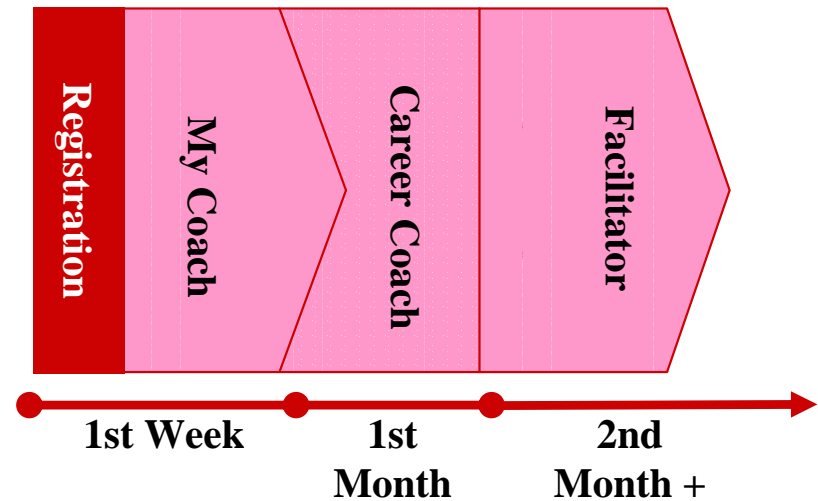 Registration
My Coach
Career Coach
Facilitator
1st Week
1st
Month
2nd
Month +